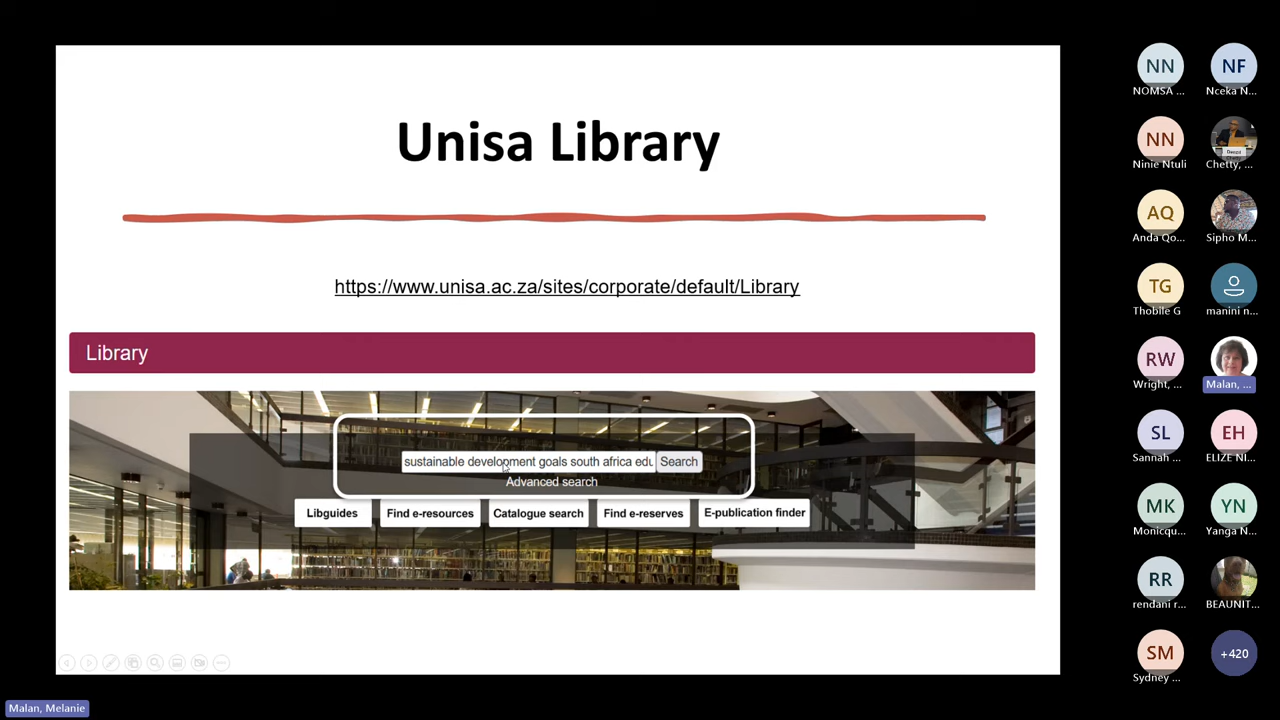 Unisa Library
https://www.unisa.ac.za/sites/corporate/default/Library
Library
sustainable development goals south africa edu
Search
Advanced search
Libguides
Find e-resources
Catalogue search
Find e-reserves
E-publication finder
NN
NOMSA ...
NF
Nceka N...
NN
Ninie Ntuli
Chetty, ...
AQ
Anda Qo...
Sipho M...
TG
Thobile G
manini n...
RW
Wright, ...
Malan, ...
SL
Sannah ...
EH
ELIZE NI...
MK
Monicqu...
YN
Yanga N...
RR
rendani r...
BEAUNIT...
SM
Sydney ...
+420
Malan, Melanie